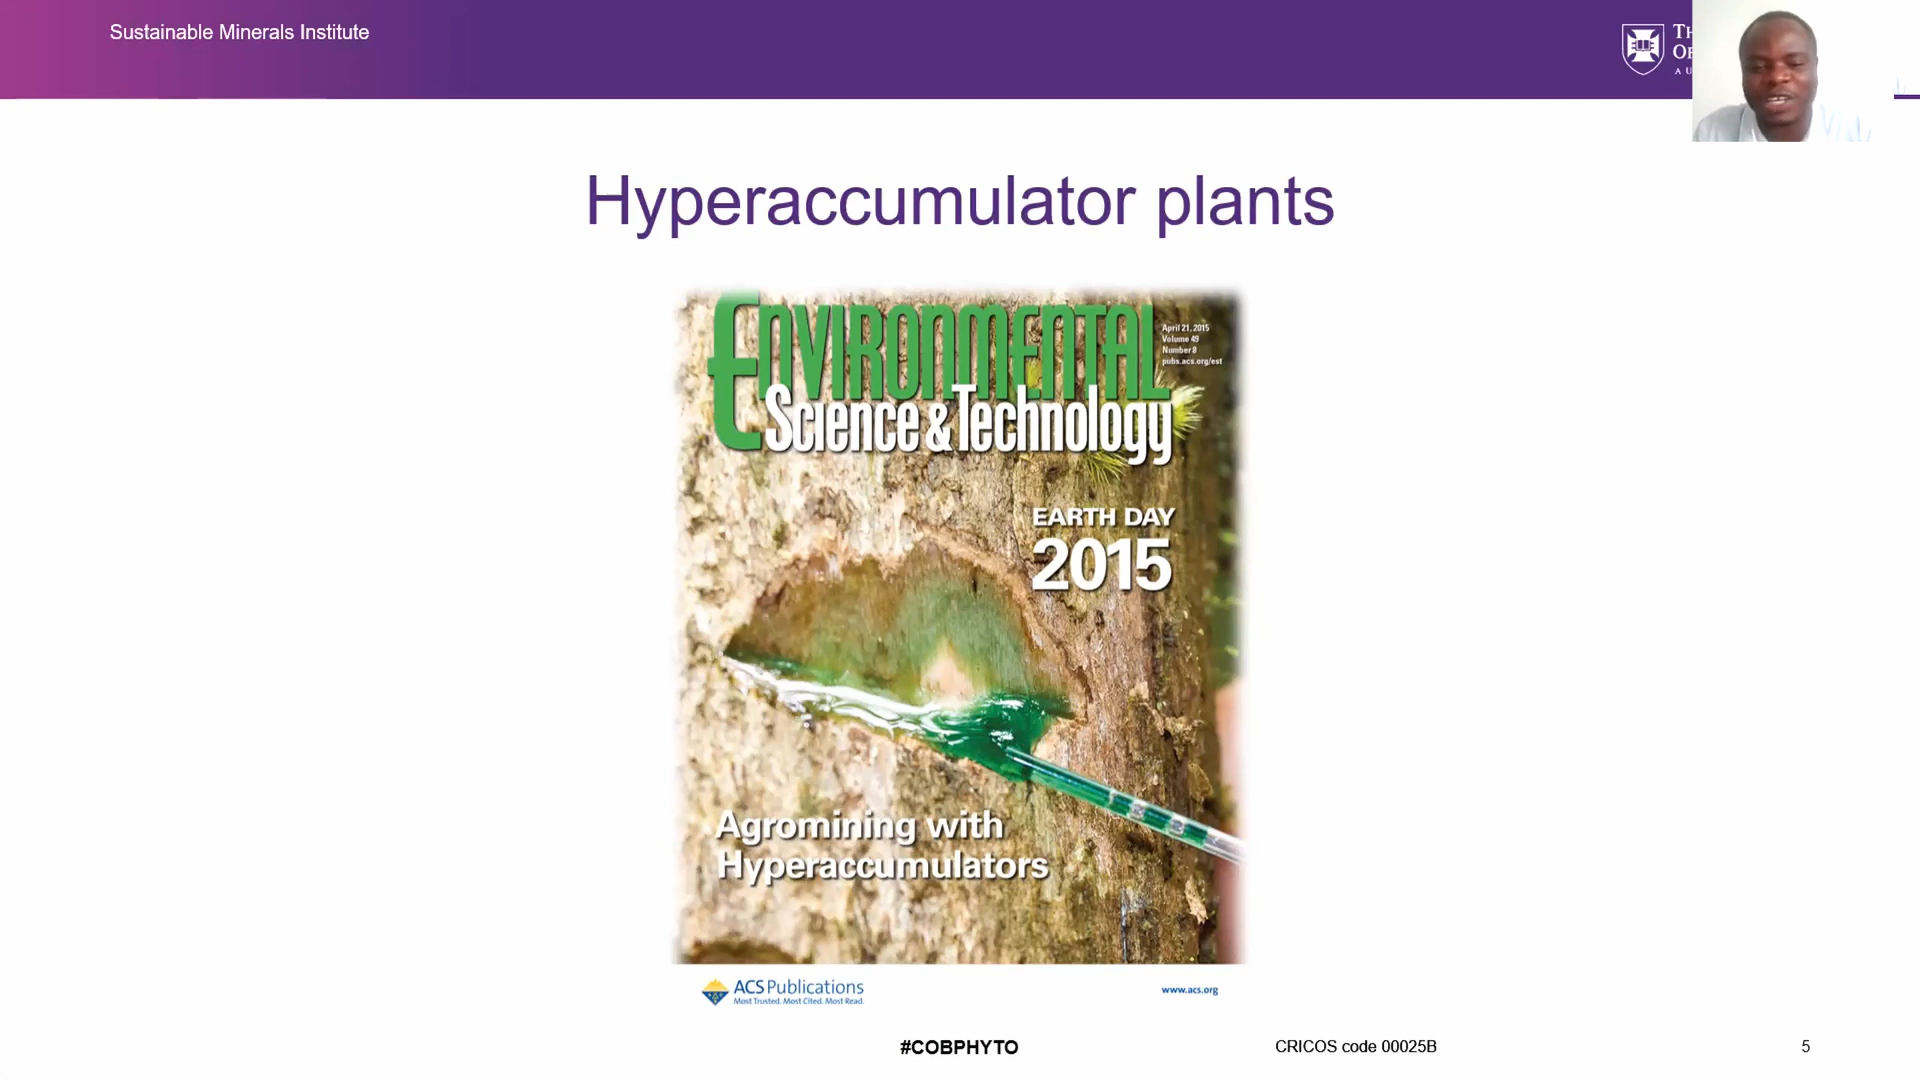 Sustainable Minerals Institute
Hyperaccumulator plants
ENVIRONMENTAL
Science & Technology
April 21, 2015
Volume 49
Number 8
pubs.acs.org/est
EARTH DAY
2015
Agromining with
Hyperaccumulators
ACS Publications
Most Trusted. Most Cited. Most Read.
www.acs.org
#COBPHYTO
CRICOS code 00025B
5